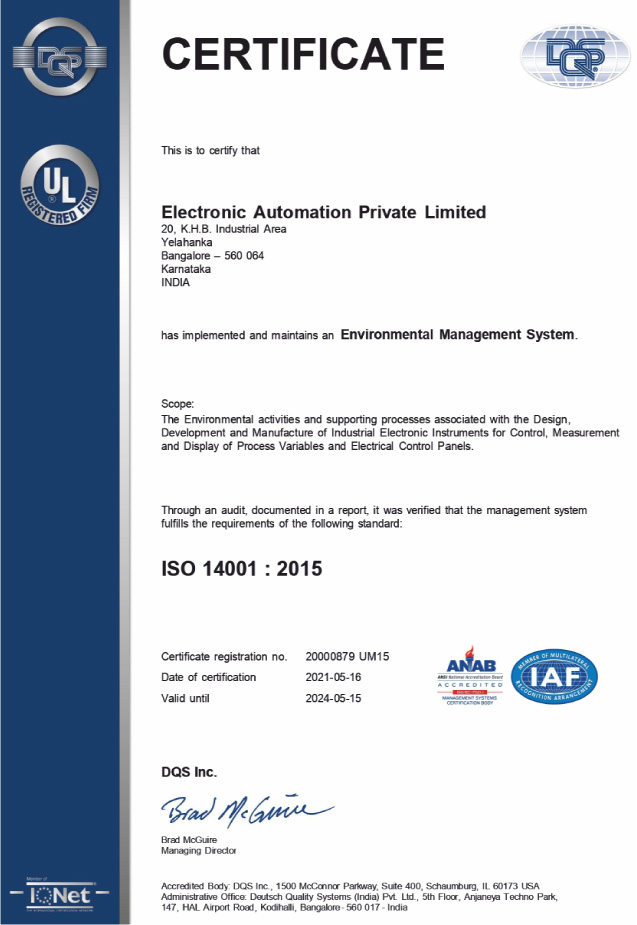 DQS
CERTIFICATE
DQS
UL
®
REGISTERED FIRM
This is to certify that
Electronic Automation Private Limited
20, K.H.B. Industrial Area
Yelahanka
Bangalore – 560 064
Karnataka
INDIA
has implemented and maintains an Environmental Management System.
Scope:
The Environmental activities and supporting processes associated with the Design,
Development and Manufacture of Industrial Electronic Instruments for Control, Measurement
and Display of Process Variables and Electrical Control Panels.
Through an audit, documented in a report, it was verified that the management system
fulfills the requirements of the following standard:
ISO 14001 : 2015
Certificate registration no. 20000879 UM15
Date of certification 2021-05-16
Valid until 2024-05-15
ANAB
ANSI National Accreditation Board
ACCREDITED
MANAGEMENT SYSTEMS
CERTIFICATION BODY
MEMBER OF MULTILATERAL
IAF
RECOGNITION ARRANGEMENT
DQS Inc.
Brad McGuire
Brad McGuire
Managing Director
Member of
IQNet
Accredited Body: DQS Inc., 1500 McConnor Parkway, Suite 400, Schaumburg, IL 60173 USA
Administrative Office: Deutsch Quality Systems (India) Pvt. Ltd., 5th Floor, Anjaneya Techno Park,
147, HAL Airport Road, Kodihalli, Bangalore - 560 017 - India